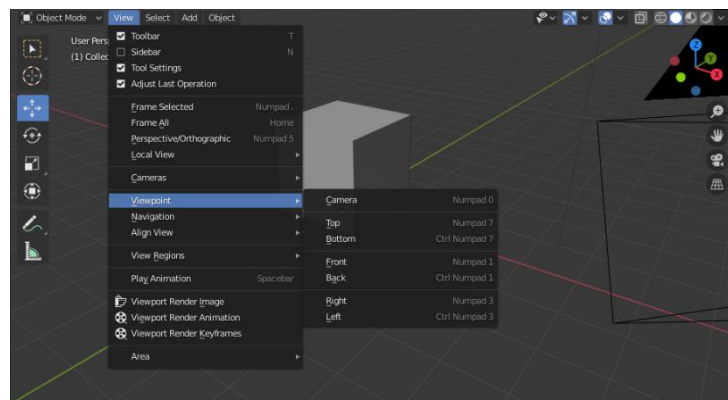 Object Mode View Select Add Object
User Pers
(1) Collec
Toolbar T
Sidebar N
Tool Settings
Adjust Last Operation
Frame Selected Numpad .
Frame All Home
Perspective/Orthographic Numpad 5
Local View
Cameras
Viewpoint
Navigation
Align View
View Regions
Play Animation Spacebar
Viewport Render Image
Viewport Render Animation
Viewport Render Keyframes
Area
Camera Numpad 0
Top Numpad 7
Bottom Ctrl Numpad 7
Front Numpad 1
Back Ctrl Numpad 1
Right Numpad 3
Left Ctrl Numpad 3
Z
Y
X